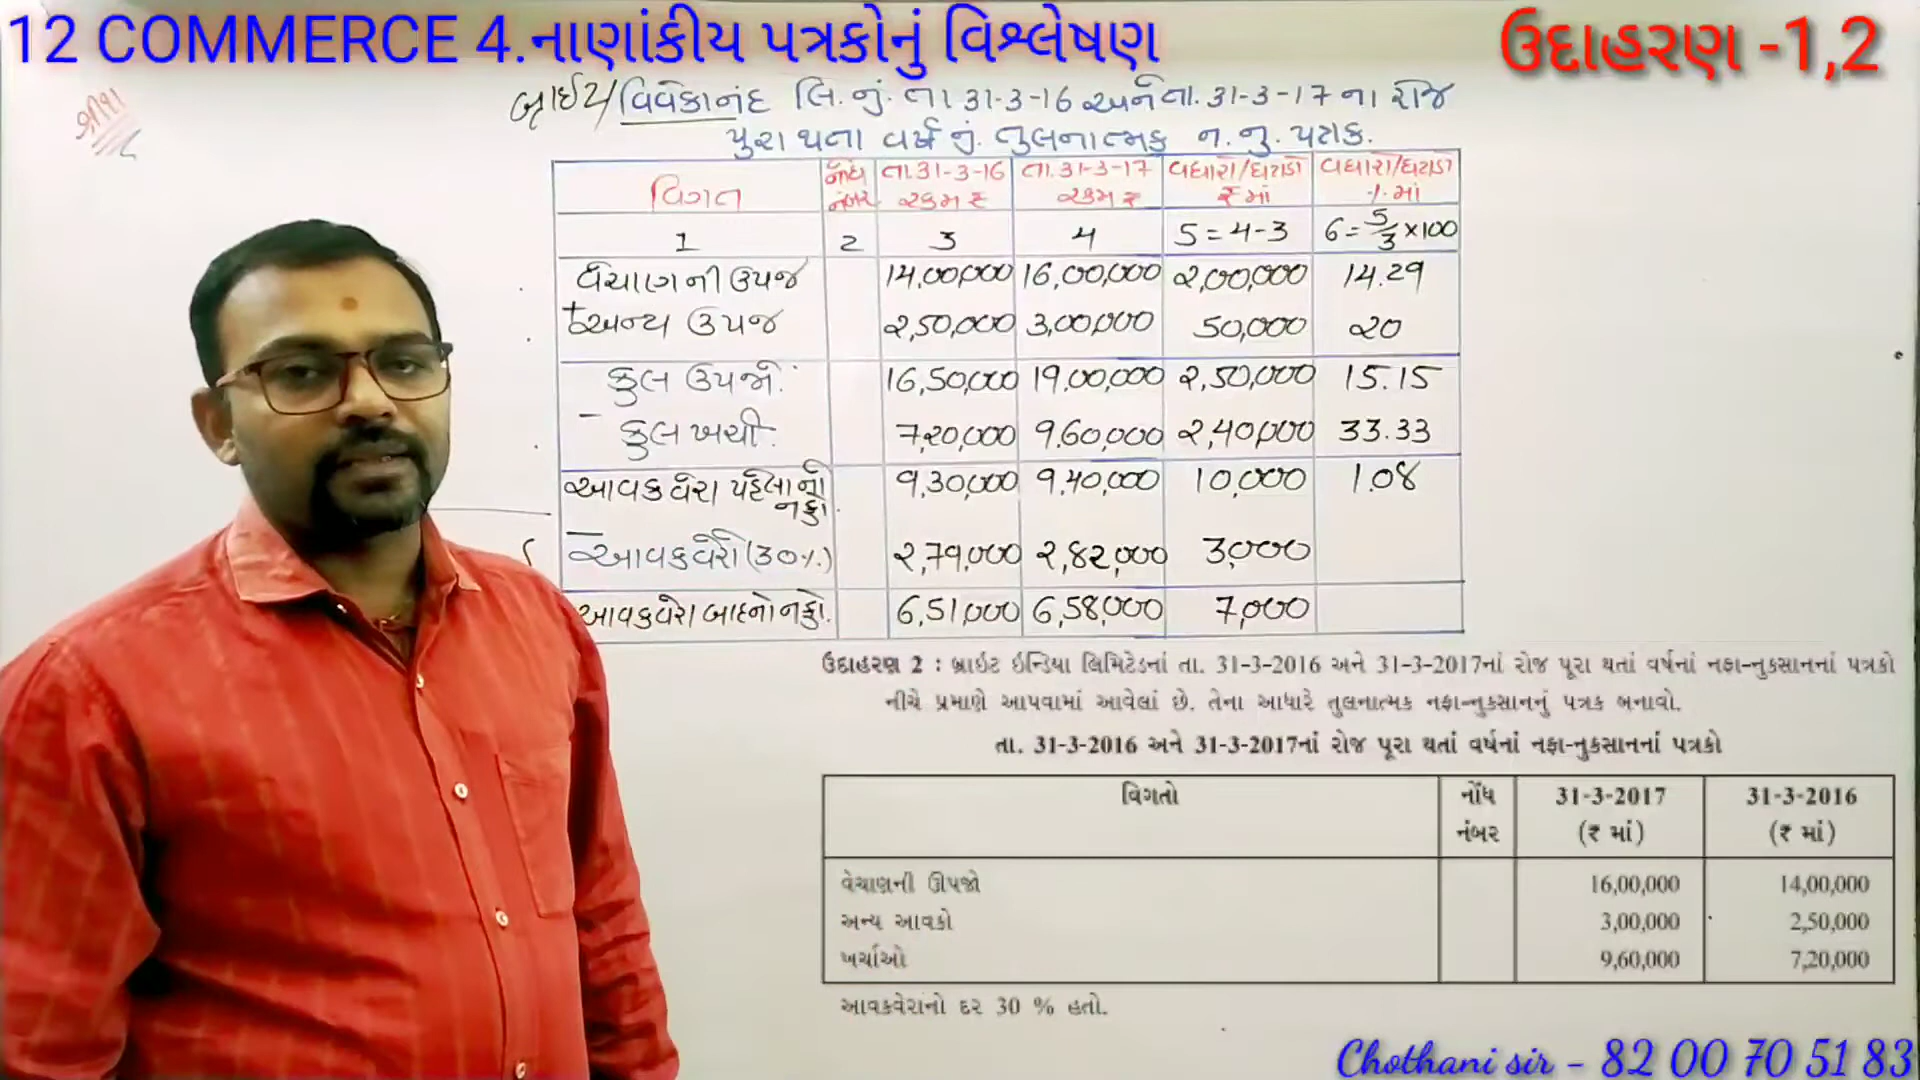 12 COMMERCE 4.નાણાંકીય પત્રકોનું વિશ્લેષણ
ઉદાહરણ -1,2
બ્રાઈટ/વિવેકાનંદ લિ.નું. તા 31-3-16 અને તા. 31-3-17 ના રોજ
પુરા થતા વર્ષ નું. તુલનાત્મક ન. નુ. પત્રક.
વિગત નોંધ નંબર તા.31-3-16 રકમ ₹ તા.31-3-17 રકમ ₹ વધારો/ઘટાડો ₹માં વધારો/ઘટાડો %માં
1 2 3 4 5=4-3 6=5/3×100
વેચાણની ઉપજ 14,00,000 16,00,000 2,00,000 14.29
+અન્ય ઉપજ 2,50,000 3,00,000 50,000 20
કુલ ઉપજો. 16,50,000 19,00,000 2,50,000 15.15
- કુલ ખર્ચા. 7,20,000 9,60,000 2,40,000 33.33
આવકવેરા પહેલાનો નફો. 9,30,000 9,40,000 10,000 1.08
- આવકવેરો (30%) 2,79,000 2,82,000 3,000
આવકવેરા બાદનો નફો. 6,51,000 6,58,000 7,000
ઉદાહરણ 2 : બ્રાઇટ ઇન્ડિયા લિમિટેડનાં તા. 31-3-2016 અને 31-3-2017નાં રોજ પૂરા થતાં વર્ષનાં નફા-નુકસાનનાં પત્રકો
નીચે પ્રમાણે આપવામાં આવેલાં છે. તેના આધારે તુલનાત્મક નફા-નુકસાનનું પત્રક બનાવો.
તા. 31-3-2016 અને 31-3-2017નાં રોજ પૂરા થતાં વર્ષનાં નફા-નુકસાનનાં પત્રકો
વિગતો નોંધ નંબર 31-3-2017 (₹ માં) 31-3-2016 (₹ માં)
વેચાણની ઊપજો 16,00,000 14,00,000
અન્ય આવકો 3,00,000 2,50,000
ખર્ચાઓ 9,60,000 7,20,000
આવકવેરાનો દર 30 % હતો.
Chothani sir - 82 00 70 51 83